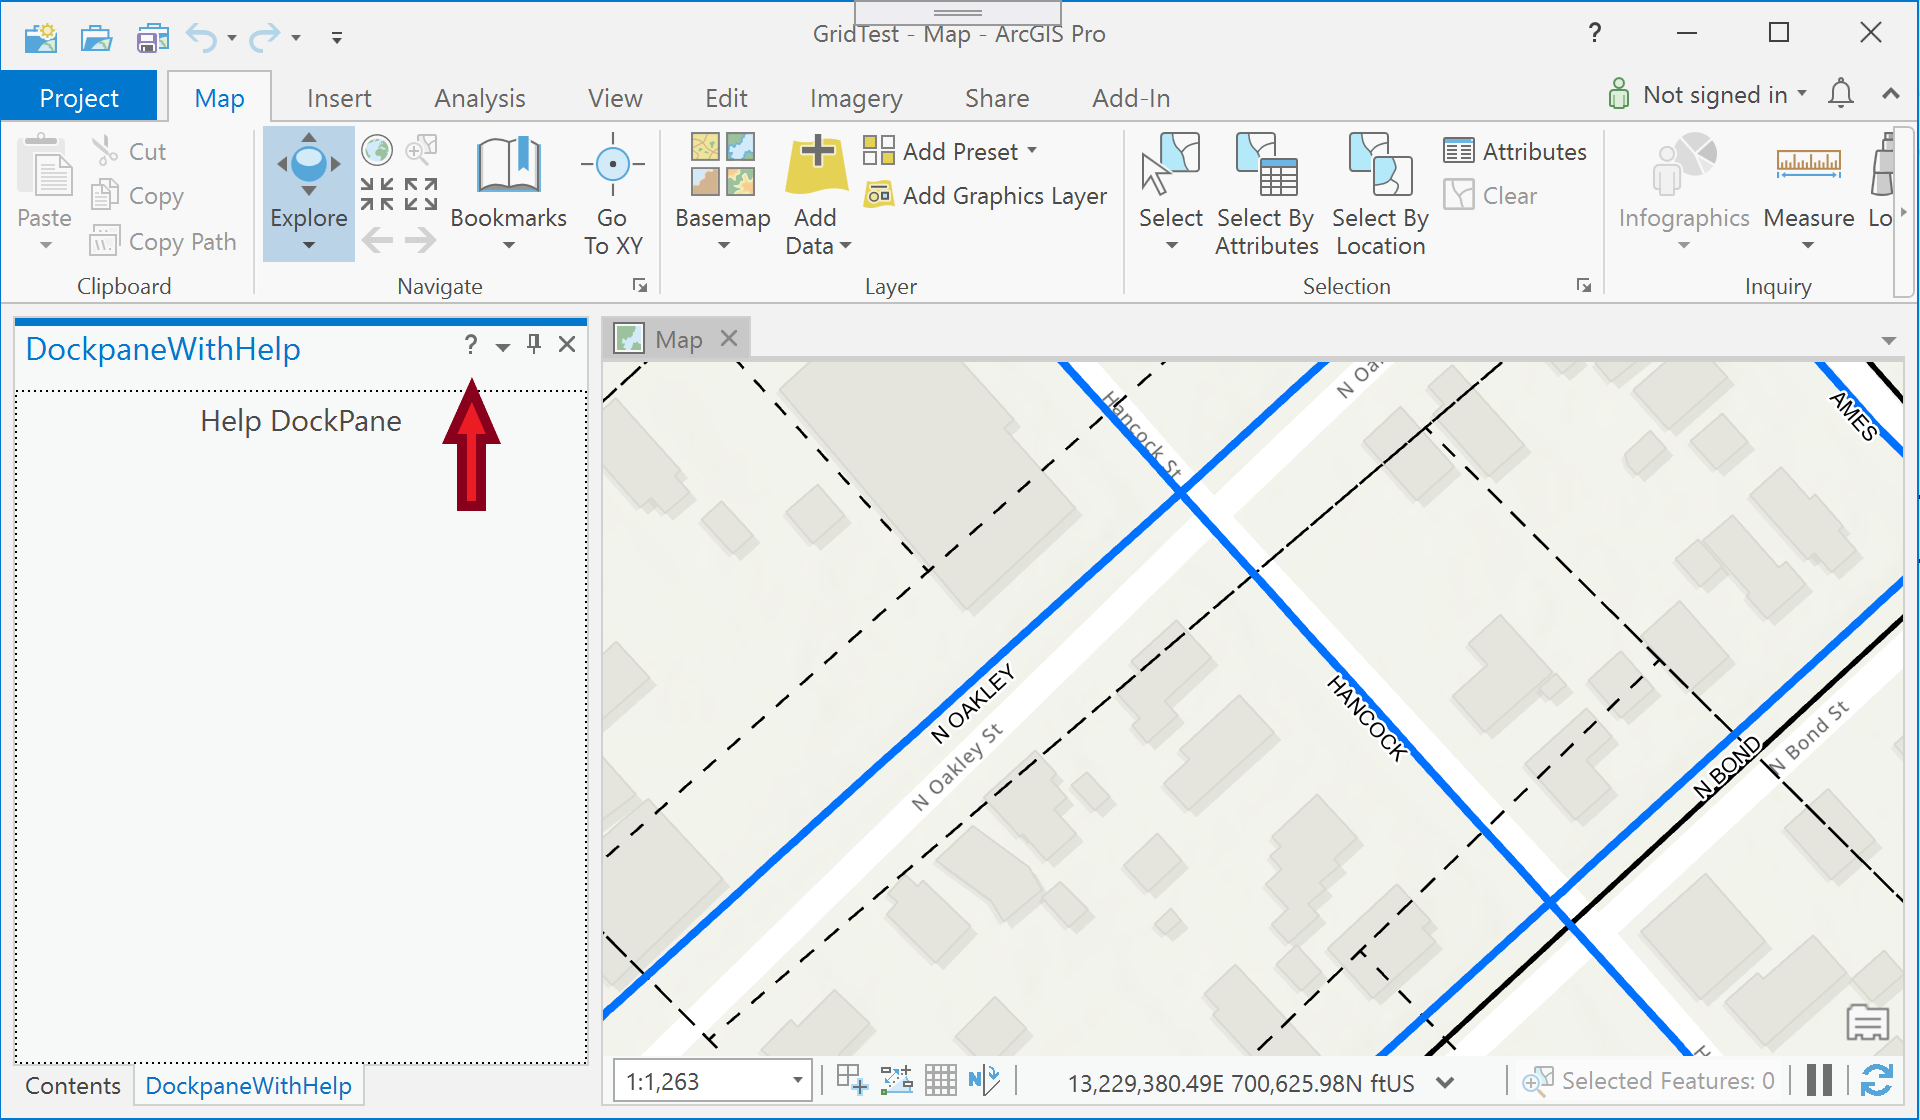 GridTest - Map - ArcGIS Pro
?
Project
Map
Insert
Analysis
View
Edit
Imagery
Share
Add-In
Not signed in
Paste
Cut
Copy
Copy Path
Clipboard
Explore
Bookmarks
Go
To XY
Navigate
Basemap
Add
Data
Add Preset
Add Graphics Layer
Layer
Select
Select By
Attributes
Select By
Location
Attributes
Clear
Selection
Infographics
Measure
Lo
Inquiry
DockpaneWithHelp
?
Help DockPane
Map
Hancock St
N Oa
AMES
N OAKLEY
N Oakley St
HANCOCK
N BOND
N Bond St
H
Contents
DockpaneWithHelp
1:1,263
N
13,229,380.49E 700,625.98N ftUS
Selected Features: 0